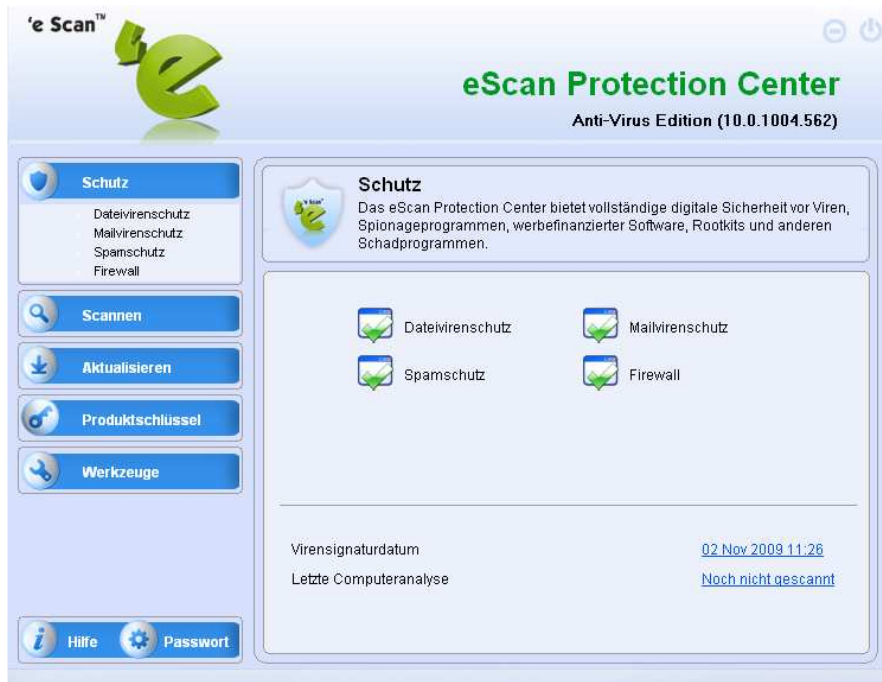 'e Scan™
eScan Protection Center
Anti-Virus Edition (10.0.1004.562)
Schutz
Dateivirenschutz
Mailvirenschutz
Spamschutz
Firewall
Scannen
Aktualisieren
Produktschlüssel
Werkzeuge
Hilfe
Passwort
'e Scan™
Schutz
Das eScan Protection Center bietet vollständige digitale Sicherheit vor Viren,
Spionageprogrammen, werbefinanzierter Software, Rootkits und anderen
Schadprogrammen.
Dateivirenschutz
Mailvirenschutz
Spamschutz
Firewall
Virensignaturdatum
02 Nov 2009 11:26
Letzte Computeranalyse
Noch nicht gescannt